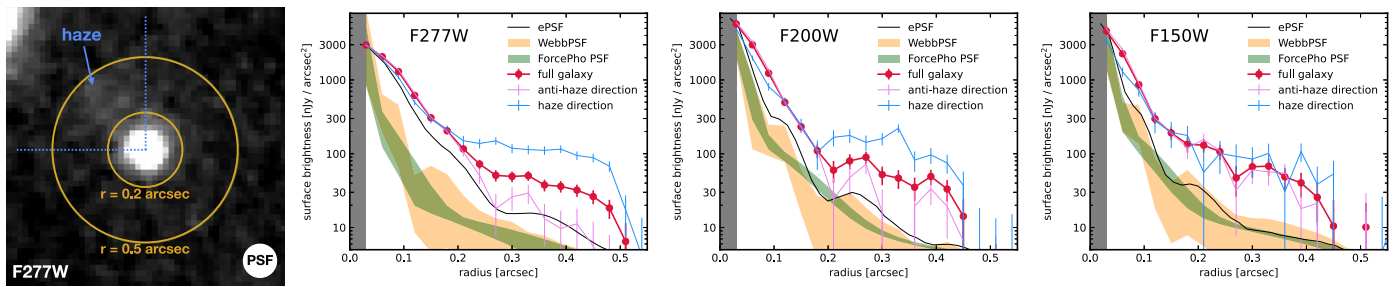 haze
r = 0.2 arcsec
r = 0.5 arcsec
F277W
PSF
surface brightness [nJy / arcsec²]
3000
1000
300
100
30
10
F277W
ePSF
WebbPSF
ForcePho PSF
full galaxy
anti-haze direction
haze direction
0.0 0.1 0.2 0.3 0.4 0.5
radius [arcsec]
surface brightness [nJy / arcsec²]
3000
1000
300
100
30
10
F200W
ePSF
WebbPSF
ForcePho PSF
full galaxy
anti-haze direction
haze direction
0.0 0.1 0.2 0.3 0.4 0.5
radius [arcsec]
surface brightness [nJy / arcsec²]
3000
1000
300
100
30
10
F150W
ePSF
WebbPSF
ForcePho PSF
full galaxy
anti-haze direction
haze direction
0.0 0.1 0.2 0.3 0.4 0.5
radius [arcsec]